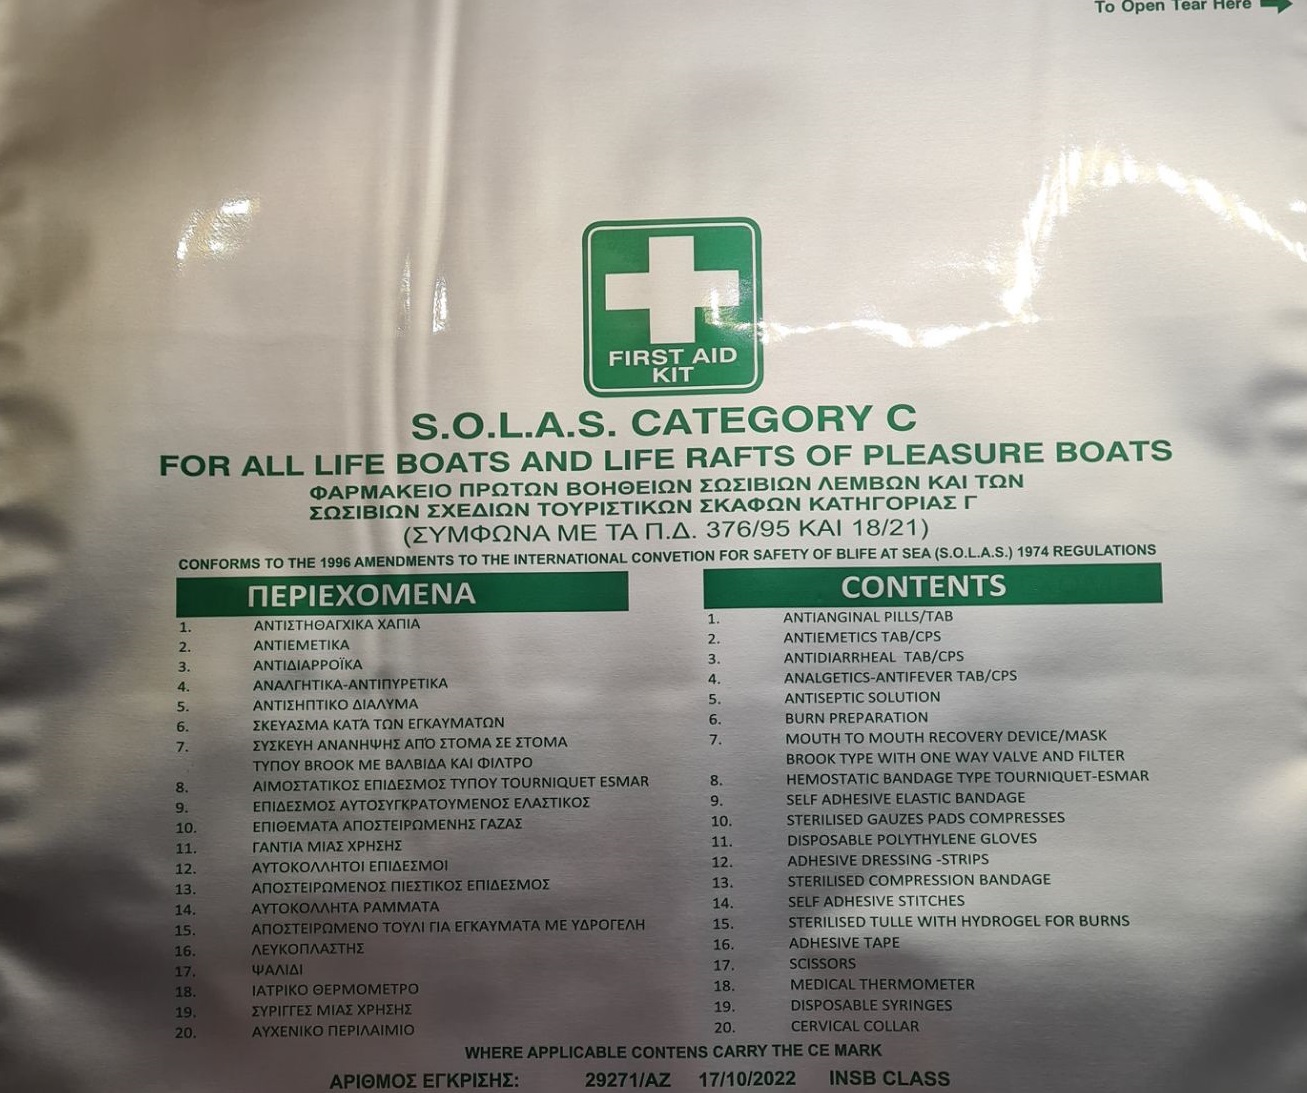 To Open Tear Here
FIRST AID
KIT
S.O.L.A.S. CATEGORY C
FOR ALL LIFE BOATS AND LIFE RAFTS OF PLEASURE BOATS
ΦΑΡΜΑΚΕΙΟ ΠΡΩΤΩΝ ΒΟΗΘΕΙΩΝ ΣΩΣΙΒΙΩΝ ΛΕΜΒΩΝ ΚΑΙ ΤΩΝ
ΣΩΣΙΒΙΩΝ ΣΧΕΔΙΩΝ ΤΟΥΡΙΣΤΙΚΩΝ ΣΚΑΦΩΝ ΚΑΤΗΓΟΡΙΑΣ Γ
(ΣΥΜΦΩΝΑ ΜΕ ΤΑ Π.Δ. 376/95 ΚΑΙ 18/21)
CONFORMS TO THE 1996 AMENDMENTS TO THE INTERNATIONAL CONVETION FOR SAFETY OF BLIFE AT SEA (S.O.L.A.S.) 1974 REGULATIONS
ΠΕΡΙΕΧΟΜΕΝΑ
1. ΑΝΤΙΣΤΗΘΑΓΧΙΚΑ ΧΑΠΙΑ
2. ΑΝΤΙΕΜΕΤΙΚΑ
3. ΑΝΤΙΔΙΑΡΡΟΪΚΑ
4. ΑΝΑΛΓΗΤΙΚΑ-ΑΝΤΙΠΥΡΕΤΙΚΑ
5. ΑΝΤΙΣΗΠΤΙΚΟ ΔΙΑΛΥΜΑ
6. ΣΚΕΥΑΣΜΑ ΚΑΤΆ ΤΩΝ ΕΓΚΑΥΜΑΤΩΝ
7. ΣΥΣΚΕΥΗ ΑΝΑΝΗΨΗΣ ΑΠΌ ΣΤΟΜΑ ΣΕ ΣΤΟΜΑ
ΤΥΠΟΥ BROOK ΜΕ ΒΑΛΒΙΔΑ ΚΑΙ ΦΙΛΤΡΟ
8. ΑΙΜΟΣΤΑΤΙΚΟΣ ΕΠΙΔΕΣΜΟΣ ΤΥΠΟΥ TOURNIQUET ESMAR
9. ΕΠΙΔΕΣΜΟΣ ΑΥΤΟΣΥΓΚΡΑΤΟΥΜΕΝΟΣ ΕΛΑΣΤΙΚΟΣ
10. ΕΠΙΘΕΜΑΤΑ ΑΠΟΣΤΕΙΡΩΜΕΝΗΣ ΓΑΖΑΣ
11. ΓΑΝΤΙΑ ΜΙΑΣ ΧΡΗΣΗΣ
12. ΑΥΤΟΚΟΛΛΗΤΟΙ ΕΠΙΔΕΣΜΟΙ
13. ΑΠΟΣΤΕΙΡΩΜΕΝΟΣ ΠΙΕΣΤΙΚΟΣ ΕΠΙΔΕΣΜΟΣ
14. ΑΥΤΟΚΟΛΛΗΤΑ ΡΑΜΜΑΤΑ
15. ΑΠΟΣΤΕΙΡΩΜΕΝΟ ΤΟΥΛΙ ΓΙΑ ΕΓΚΑΥΜΑΤΑ ΜΕ ΥΔΡΟΓΕΛΗ
16. ΛΕΥΚΟΠΛΑΣΤΗΣ
17. ΨΑΛΙΔΙ
18. ΙΑΤΡΙΚΟ ΘΕΡΜΟΜΕΤΡΟ
19. ΣΥΡΙΓΓΕΣ ΜΙΑΣ ΧΡΗΣΗΣ
20. ΑΥΧΕΝΙΚΟ ΠΕΡΙΛΑΙΜΙΟ
CONTENTS
1. ANTIANGINAL PILLS/TAB
2. ANTIEMETICS TAB/CPS
3. ANTIDIARRHEAL TAB/CPS
4. ANALGETICS-ANTIFEVER TAB/CPS
5. ANTISEPTIC SOLUTION
6. BURN PREPARATION
7. MOUTH TO MOUTH RECOVERY DEVICE/MASK
BROOK TYPE WITH ONE WAY VALVE AND FILTER
8. HEMOSTATIC BANDAGE TYPE TOURNIQUET-ESMAR
9. SELF ADHESIVE ELASTIC BANDAGE
10. STERILISED GAUZES PADS COMPRESSES
11. DISPOSABLE POLYTHYLENE GLOVES
12. ADHESIVE DRESSING -STRIPS
13. STERILISED COMPRESSION BANDAGE
14. SELF ADHESIVE STITCHES
15. STERILISED TULLE WITH HYDROGEL FOR BURNS
16. ADHESIVE TAPE
17. SCISSORS
18. MEDICAL THERMOMETER
19. DISPOSABLE SYRINGES
20. CERVICAL COLLAR
WHERE APPLICABLE CONTENS CARRY THE CE MARK
ΑΡΙΘΜΟΣ ΕΓΚΡΙΣΗΣ: 29271/AZ 17/10/2022 INSB CLASS